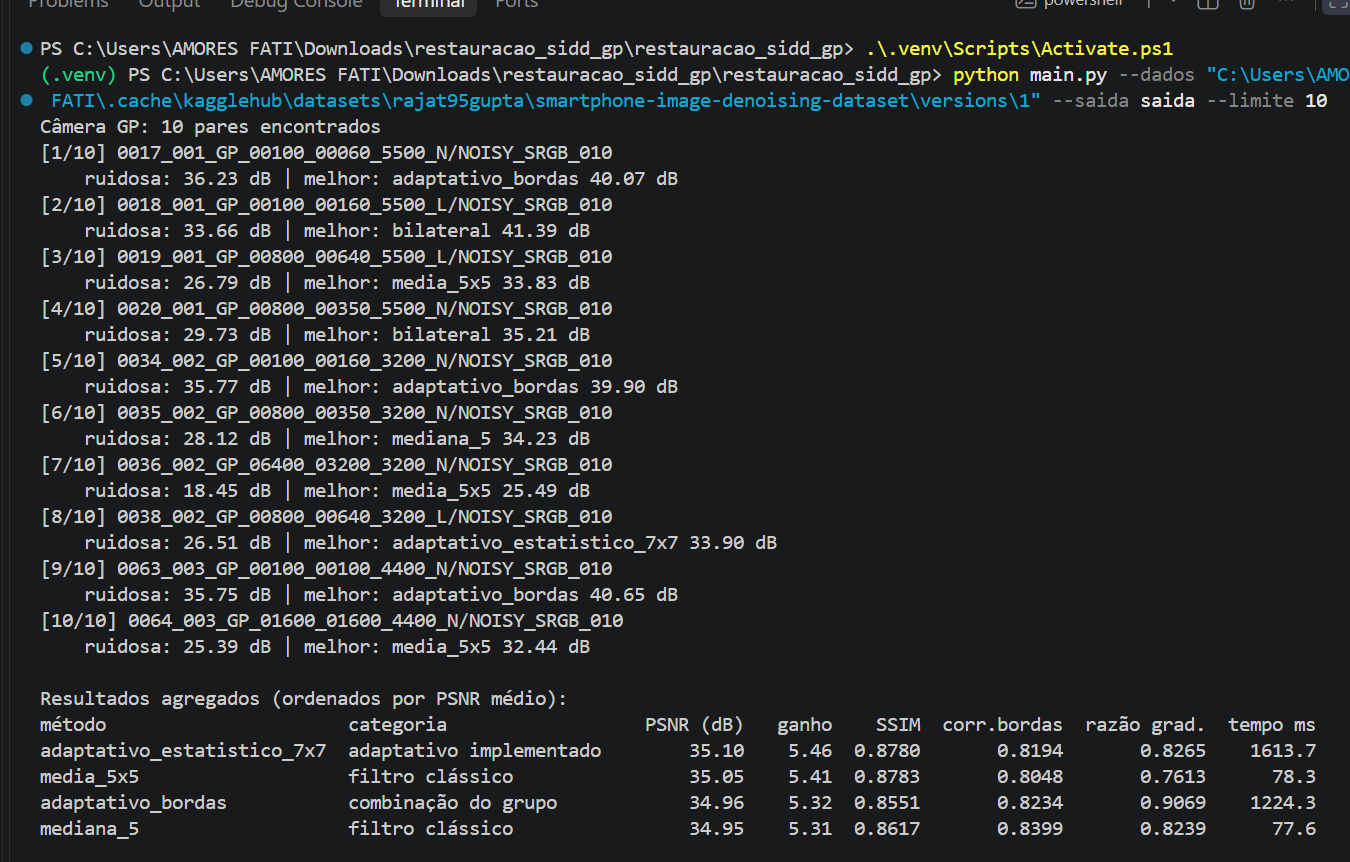 Problems Output Debug Console Terminal Ports powershell
PS C:\Users\AMORES FATI\Downloads\restauracao_sidd_gp\restauracao_sidd_gp> .\.venv\Scripts\Activate.ps1
(.venv) PS C:\Users\AMORES FATI\Downloads\restauracao_sidd_gp\restauracao_sidd_gp> python main.py --dados "C:\Users\AMO
FATI\.cache\kagglehub\datasets\rajat95gupta\smartphone-image-denoising-dataset\versions\1" --saida saida --limite 10
Câmera GP: 10 pares encontrados
[1/10] 0017_001_GP_00100_00060_5500_N/NOISY_SRGB_010
ruidosa: 36.23 dB | melhor: adaptativo_bordas 40.07 dB
[2/10] 0018_001_GP_00100_00160_5500_L/NOISY_SRGB_010
ruidosa: 33.66 dB | melhor: bilateral 41.39 dB
[3/10] 0019_001_GP_00800_00640_5500_L/NOISY_SRGB_010
ruidosa: 26.79 dB | melhor: media_5x5 33.83 dB
[4/10] 0020_001_GP_00800_00350_5500_N/NOISY_SRGB_010
ruidosa: 29.73 dB | melhor: bilateral 35.21 dB
[5/10] 0034_002_GP_00100_00160_3200_N/NOISY_SRGB_010
ruidosa: 35.77 dB | melhor: adaptativo_bordas 39.90 dB
[6/10] 0035_002_GP_00800_00350_3200_N/NOISY_SRGB_010
ruidosa: 28.12 dB | melhor: mediana_5 34.23 dB
[7/10] 0036_002_GP_06400_03200_3200_N/NOISY_SRGB_010
ruidosa: 18.45 dB | melhor: media_5x5 25.49 dB
[8/10] 0038_002_GP_00800_00640_3200_L/NOISY_SRGB_010
ruidosa: 26.51 dB | melhor: adaptativo_estatistico_7x7 33.90 dB
[9/10] 0063_003_GP_00100_00100_4400_N/NOISY_SRGB_010
ruidosa: 35.75 dB | melhor: adaptativo_bordas 40.65 dB
[10/10] 0064_003_GP_01600_01600_4400_N/NOISY_SRGB_010
ruidosa: 25.39 dB | melhor: media_5x5 32.44 dB
Resultados agregados (ordenados por PSNR médio):
método categoria PSNR (dB) ganho SSIM corr.bordas razão grad. tempo ms
adaptativo_estatistico_7x7 adaptativo implementado 35.10 5.46 0.8780 0.8194 0.8265 1613.7
media_5x5 filtro clássico 35.05 5.41 0.8783 0.8048 0.7613 78.3
adaptativo_bordas combinação do grupo 34.96 5.32 0.8551 0.8234 0.9069 1224.3
mediana_5 filtro clássico 34.95 5.31 0.8617 0.8399 0.8239 77.6